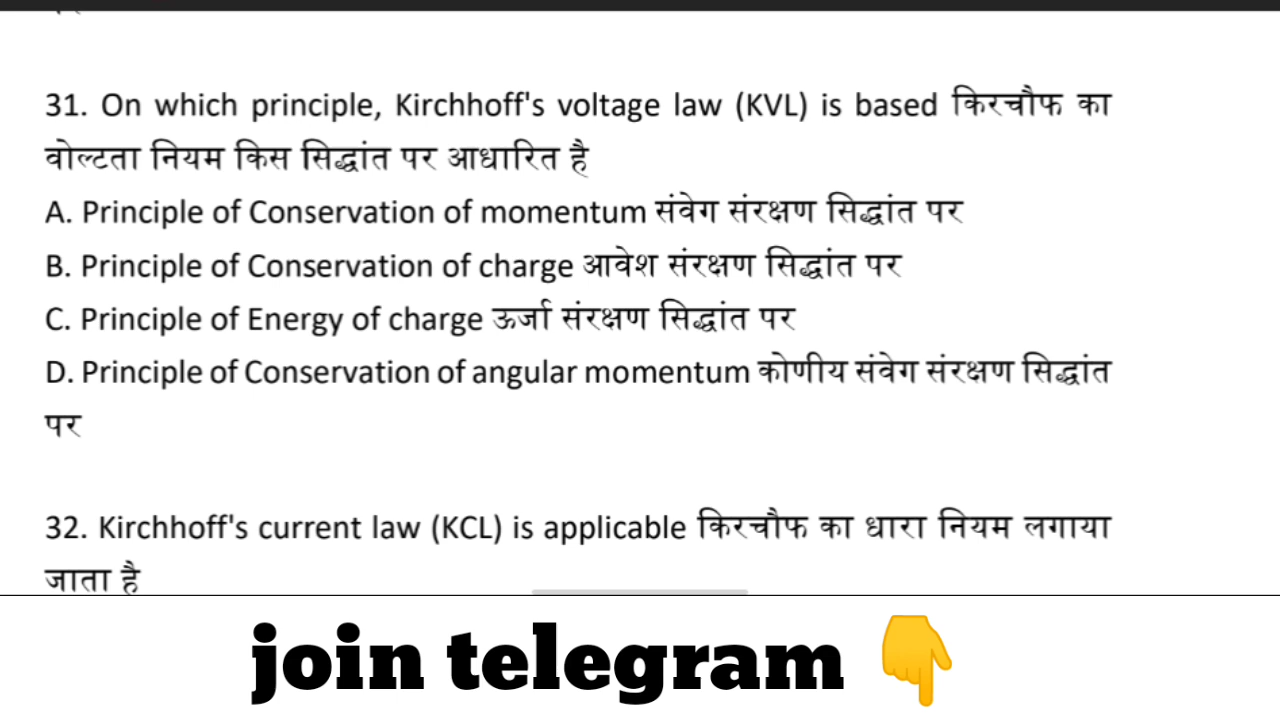 31. On which principle, Kirchhoff's voltage law (KVL) is based किरचौफ का
वोल्टता नियम किस सिद्धांत पर आधारित है
A. Principle of Conservation of momentum संवेग संरक्षण सिद्धांत पर
B. Principle of Conservation of charge आवेश संरक्षण सिद्धांत पर
C. Principle of Energy of charge ऊर्जा संरक्षण सिद्धांत पर
D. Principle of Conservation of angular momentum कोणीय संवेग संरक्षण सिद्धांत
पर
32. Kirchhoff's current law (KCL) is applicable किरचौफ का धारा नियम लगाया
जाता है
join telegram 👇